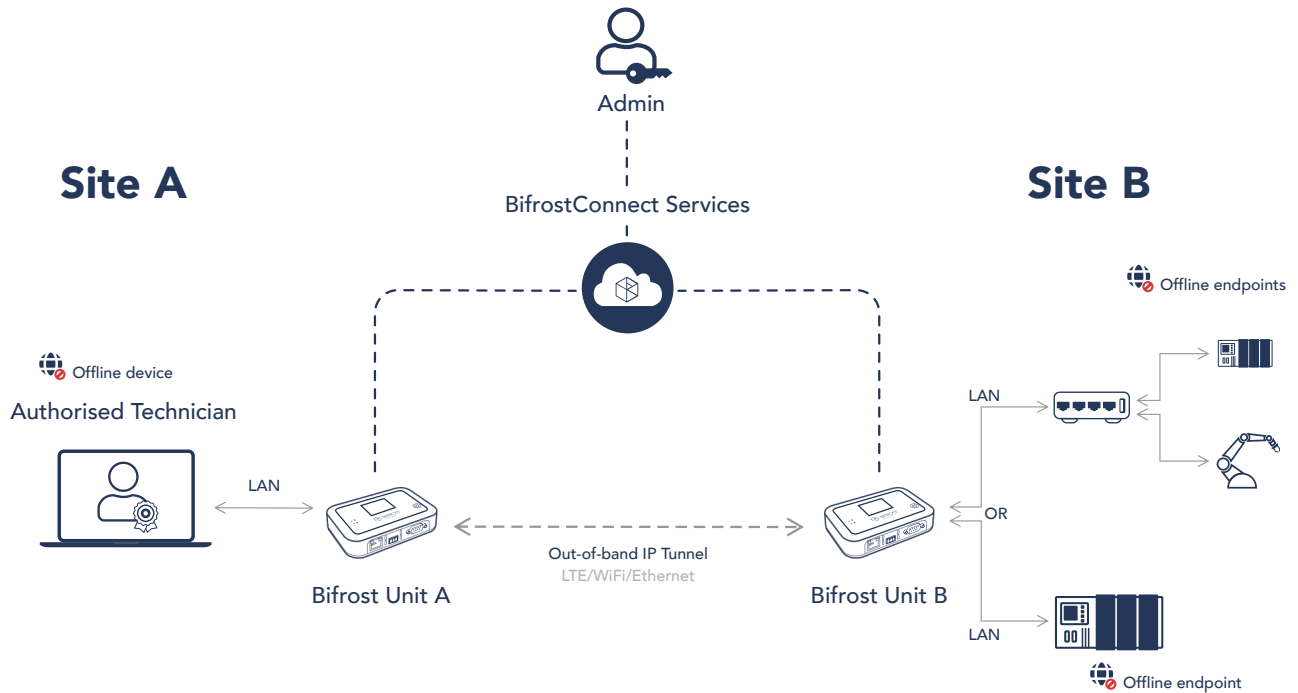 Admin
Site A
Site B
BifrostConnect Services
Offline endpoints
Offline device
Authorised Technician
LAN
LAN
OR
Out-of-band IP Tunnel
LTE/WiFi/Ethernet
Bifrost Unit A
Bifrost Unit B
LAN
Offline endpoint